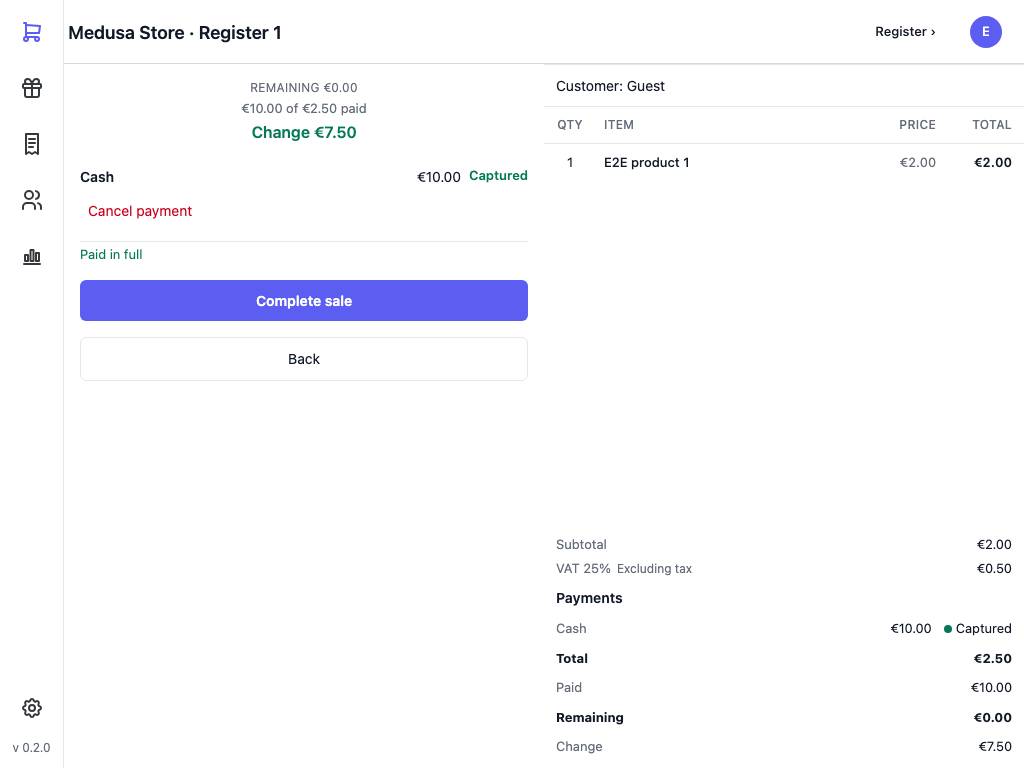 Medusa Store · Register 1
Register ›
E
REMAINING €0.00
€10.00 of €2.50 paid
Change €7.50
Cash €10.00 Captured
Cancel payment
Paid in full
Complete sale
Back
Customer: Guest
QTY ITEM PRICE TOTAL
1 E2E product 1 €2.00 €2.00
Subtotal €2.00
VAT 25% Excluding tax €0.50
Payments
Cash €10.00 Captured
Total €2.50
Paid €10.00
Remaining €0.00
Change €7.50
v 0.2.0